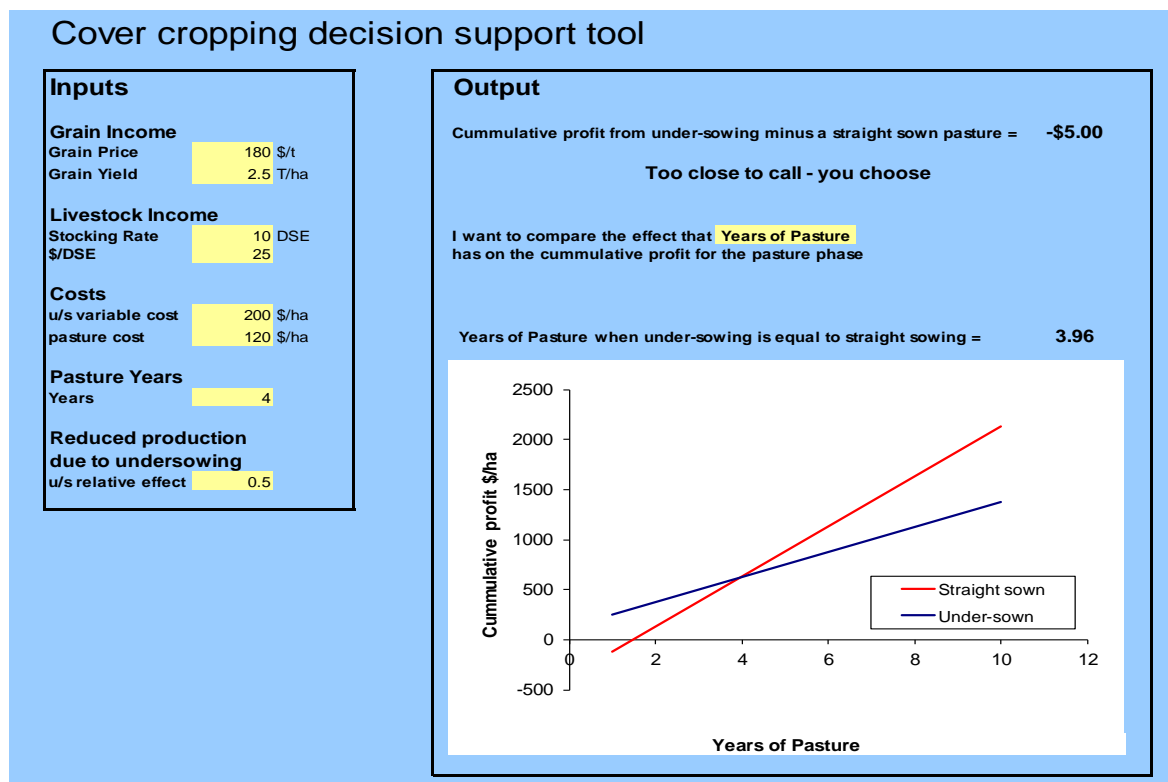 Cover cropping decision support tool
Inputs
Grain Income
Grain Price 180 $/t
Grain Yield 2.5 T/ha
Livestock Income
Stocking Rate 10 DSE
$/DSE 25
Costs
u/s variable cost 200 $/ha
pasture cost 120 $/ha
Pasture Years
Years 4
Reduced production
due to undersowing
u/s relative effect 0.5
Output
Cummulative profit from under-sowing minus a straight sown pasture = -$5.00
Too close to call - you choose
I want to compare the effect that Years of Pasture
has on the cummulative profit for the pasture phase
Years of Pasture when under-sowing is equal to straight sowing = 3.96
Cummulative profit $/ha
2500
2000
1500
1000
500
0
-500
0 2 4 6 8 10 12
Straight sown
Under-sown
Years of Pasture